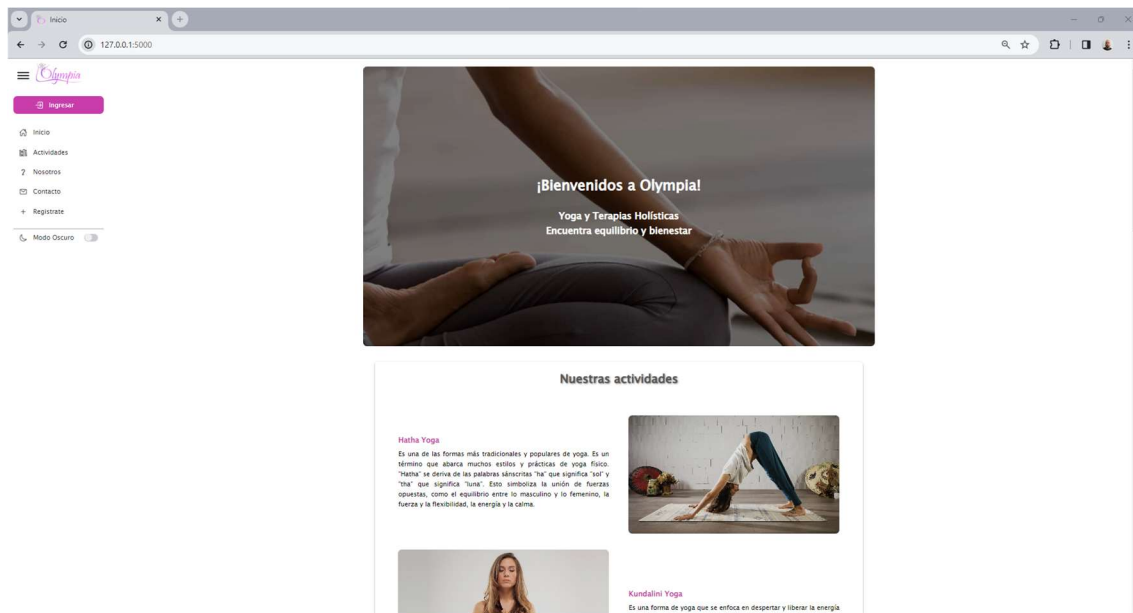 Inicio
127.0.0.1:5000
Olympia
Ingresar
Inicio
Actividades
? Nosotros
Contacto
+ Registrate
Modo Oscuro
¡Bienvenidos a Olympia!
Yoga y Terapias Holísticas
Encuentra equilibrio y bienestar
Nuestras actividades
Hatha Yoga
Es una de las formas más tradicionales y populares de yoga. Es un
término que abarca muchos estilos y prácticas de yoga físico.
"Hatha" se deriva de las palabras sánscritas "ha" que significa "sol" y
"tha" que significa "luna". Esto simboliza la unión de fuerzas
opuestas, como el equilibrio entre lo masculino y lo femenino, la
fuerza y la flexibilidad, la energía y la calma.
Kundalini Yoga
Es una forma de yoga que se enfoca en despertar y liberar la energía